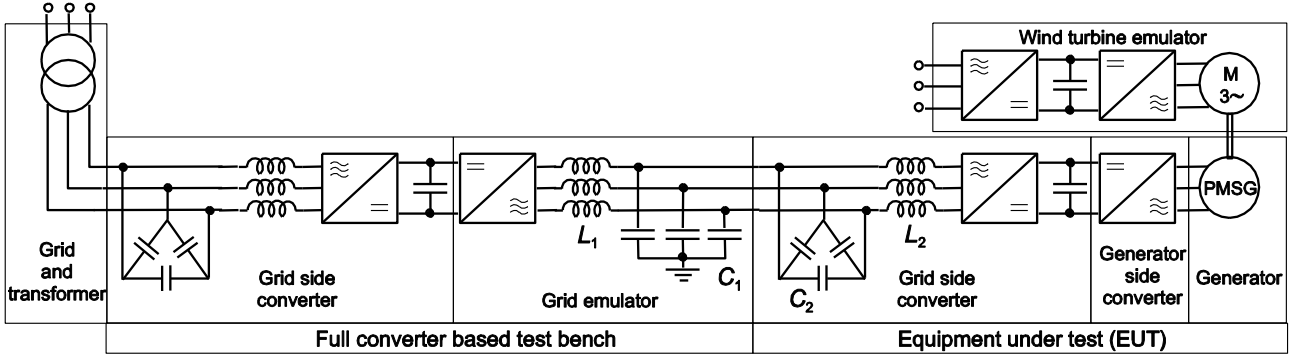 Wind turbine emulator
M
3~
PMSG
L1
C1
L2
C2
Grid
and
transformer
Grid side
converter
Grid emulator
Grid side
converter
Generator
side
converter
Generator
Full converter based test bench
Equipment under test (EUT)